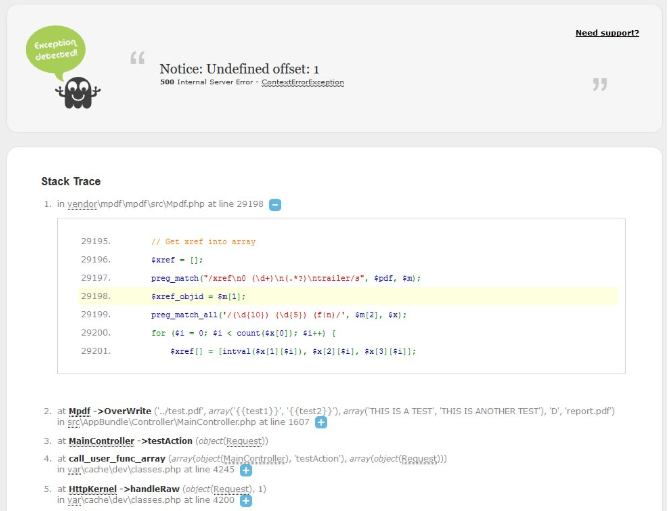 Exception
detected!
Need support?
“
Notice: Undefined offset: 1
500 Internal Server Error - ContextErrorException
”
Stack Trace
1. in vendor\mpdf\mpdf\src\Mpdf.php at line 29198 −
29195. // Get xref into array
29196. $xref = [];
29197. preg_match("/xref\n0 (\d+)\n(.*?)\ntrailer/s", $pdf, $m);
29198. $xref_objid = $m[1];
29199. preg_match_all('/(\d{10}) (\d{5}) (f|n)/', $m[2], $x);
29200. for ($i = 0; $i < count($x[0]); $i++) {
29201. $xref[] = [intval($x[1][$i]), $x[2][$i], $x[3][$i]];
2. at Mpdf ->OverWrite ('../test.pdf', array('{{test1}}', '{{test2}}'), array('THIS IS A TEST', 'THIS IS ANOTHER TEST'), 'D', 'report.pdf')
in src\AppBundle\Controller\MainController.php at line 1607 +
3. at MainController ->testAction (object(Request))
4. at call_user_func_array (array(object(MainController), 'testAction'), array(object(Request)))
in var\cache\dev\classes.php at line 4245 +
5. at HttpKernel ->handleRaw (object(Request), 1)
in var\cache\dev\classes.php at line 4200 +